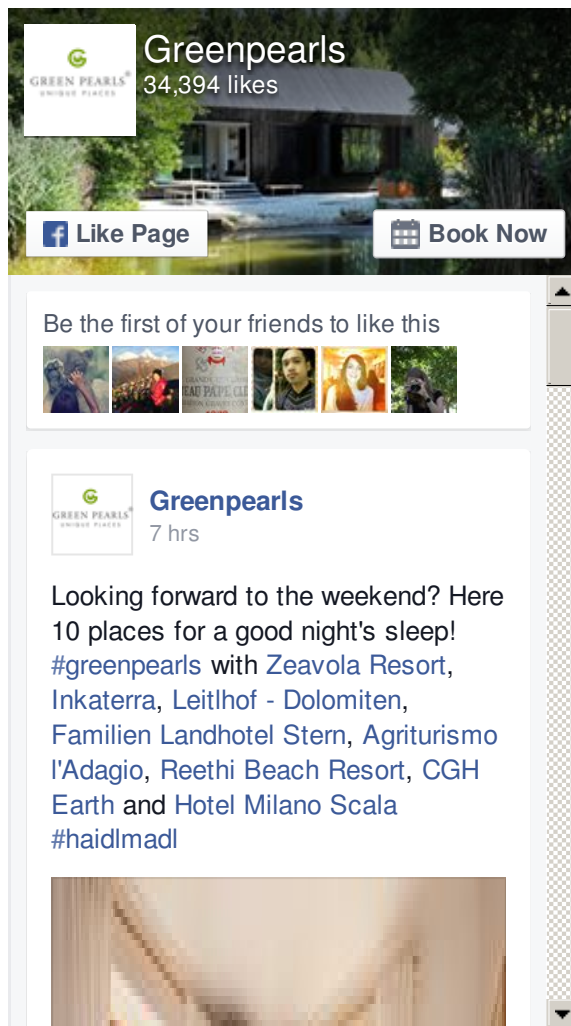 GREEN PEARLS®
UNIQUE PLACES
Greenpearls
34,394 likes
Like Page
Book Now
Be the first of your friends to like this
GREEN PEARLS®
UNIQUE PLACES
Greenpearls
7 hrs
Looking forward to the weekend? Here
10 places for a good night's sleep!
#greenpearls with Zeavola Resort,
Inkaterra, Leitlhof - Dolomiten,
Familien Landhotel Stern, Agriturismo
l'Adagio, Reethi Beach Resort, CGH
Earth and Hotel Milano Scala
#haidlmadl